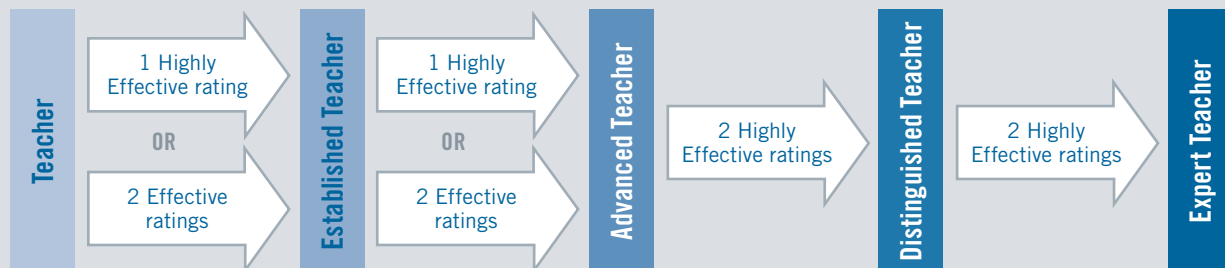 Teacher
1 Highly
Effective rating
OR
2 Effective
ratings
Established Teacher
1 Highly
Effective rating
OR
2 Effective
ratings
Advanced Teacher
2 Highly
Effective ratings
Distinguished Teacher
2 Highly
Effective ratings
Expert Teacher